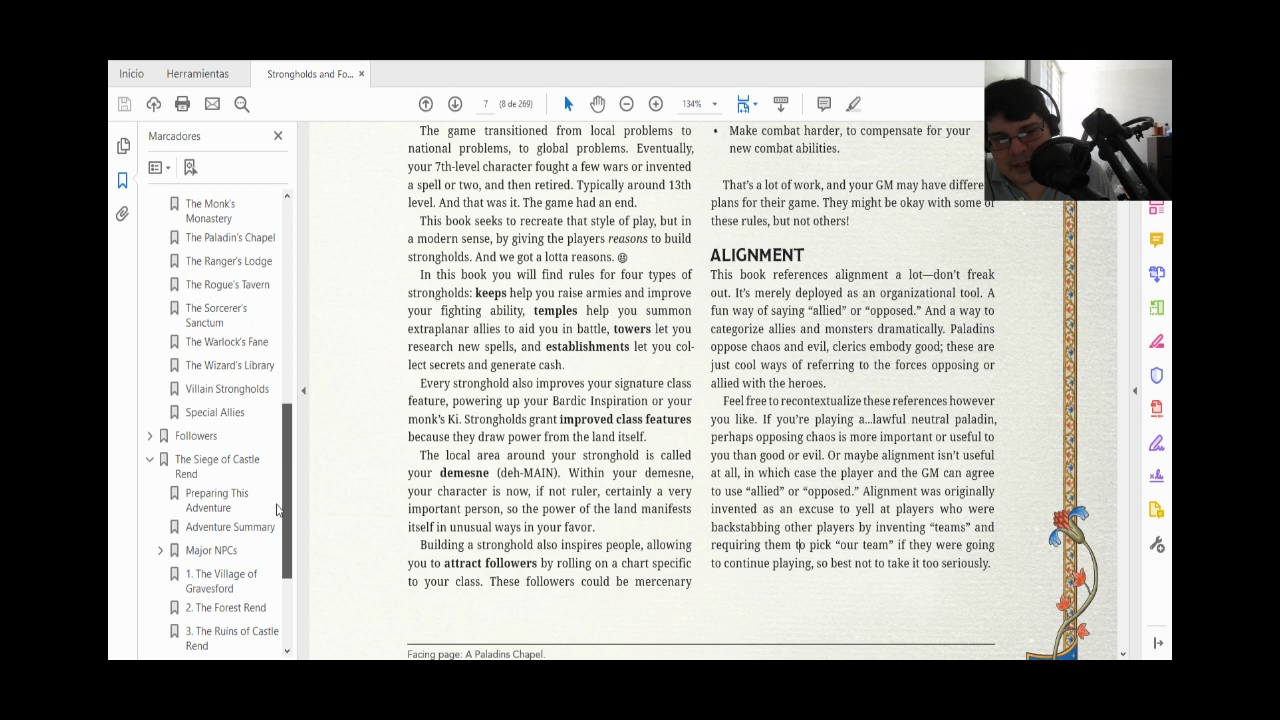 Inicio
Herramientas
Strongholds and Fo... ×
7
(8 de 269)
134%
Marcadores
The Monk's
Monastery
The Paladin's Chapel
The Ranger's Lodge
The Rogue's Tavern
The Sorcerer's
Sanctum
The Warlock's Fane
The Wizard's Library
Villain Strongholds
Special Allies
Followers
The Siege of Castle
Rend
Preparing This
Adventure
Adventure Summary
Major NPCs
1. The Village of
Gravesford
2. The Forest Rend
3. The Ruins of Castle
Rend
The game transitioned from local problems to
national problems, to global problems. Eventually,
your 7th-level character fought a few wars or invented
a spell or two, and then retired. Typically around 13th
level. And that was it. The game had an end.
This book seeks to recreate that style of play, but in
a modern sense, by giving the players reasons to build
strongholds. And we got a lotta reasons. 😃
In this book you will find rules for four types of
strongholds: keeps help you raise armies and improve
your fighting ability, temples help you summon
extraplanar allies to aid you in battle, towers let you
research new spells, and establishments let you col-
lect secrets and generate cash.
Every stronghold also improves your signature class
feature, powering up your Bardic Inspiration or your
monk's Ki. Strongholds grant improved class features
because they draw power from the land itself.
The local area around your stronghold is called
your demesne (deh-MAIN). Within your demesne,
your character is now, if not ruler, certainly a very
important person, so the power of the land manifests
itself in unusual ways in your favor.
Building a stronghold also inspires people, allowing
you to attract followers by rolling on a chart specific
to your class. These followers could be mercenary
• Make combat harder, to compensate for your
new combat abilities.
That's a lot of work, and your GM may have differe
plans for their game. They might be okay with some of
these rules, but not others!
ALIGNMENT
This book references alignment a lot—don't freak
out. It's merely deployed as an organizational tool. A
fun way of saying “allied” or “opposed.” And a way to
categorize allies and monsters dramatically. Paladins
oppose chaos and evil, clerics embody good; these are
just cool ways of referring to the forces opposing or
allied with the heroes.
Feel free to recontextualize these references however
you like. If you're playing a...lawful neutral paladin,
perhaps opposing chaos is more important or useful to
you than good or evil. Or maybe alignment isn't useful
at all, in which case the player and the GM can agree
to use “allied” or “opposed.” Alignment was originally
invented as an excuse to yell at players who were
backstabbing other players by inventing “teams” and
requiring them to pick “our team” if they were going
to continue playing, so best not to take it too seriously.
Facing page: A Paladins Chapel.